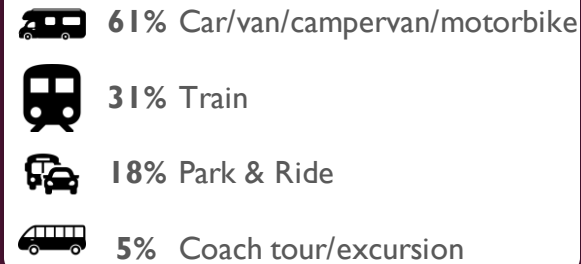 61% Car/van/campervan/motorbike
31% Train
18% Park & Ride
5% Coach tour/excursion